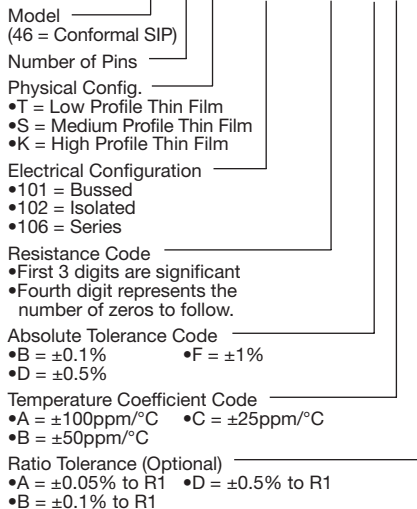 Model
(46 = Conformal SIP)
Number of Pins
Physical Config.
•T = Low Profile Thin Film
•S = Medium Profile Thin Film
•K = High Profile Thin Film
Electrical Configuration
•101 = Bussed
•102 = Isolated
•106 = Series
Resistance Code
•First 3 digits are significant
•Fourth digit represents the
number of zeros to follow.
Absolute Tolerance Code
•B = ±0.1% •F = ±1%
•D = ±0.5%
Temperature Coefficient Code
•A = ±100ppm/°C •C = ±25ppm/°C
•B = ±50ppm/°C
Ratio Tolerance (Optional)
•A = ±0.05% to R1 •D = ±0.5% to R1
•B = ±0.1% to R1